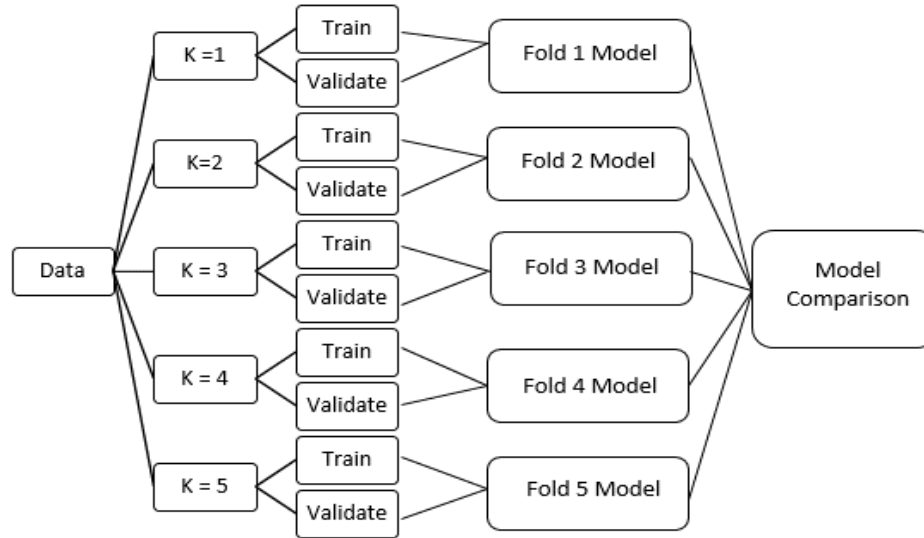 K =1
Train
Validate
Fold 1 Model
K=2
Train
Validate
Fold 2 Model
Data
K = 3
Train
Validate
Fold 3 Model
Model
Comparison
K = 4
Train
Validate
Fold 4 Model
K = 5
Train
Validate
Fold 5 Model